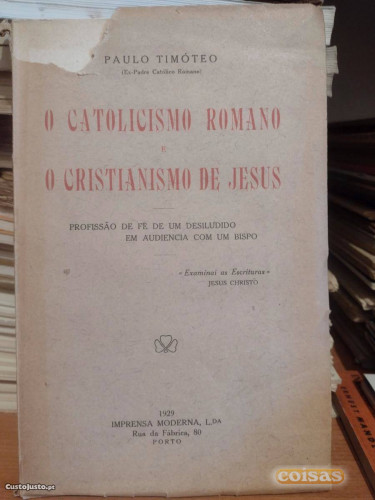 PAULO TIMÓTEO
(Ex-Padre Católico Romano)
O CATOLICISMO ROMANO
E
O CRISTIANISMO DE JESUS
PROFISSÃO DE FÉ DE UM DESILUDIDO
EM AUDIENCIA COM UM BISPO
«Examinai as Escrituras»
JESUS CHRISTO
1929
IMPRENSA MODERNA, L.DA
Rua da Fábrica, 80
PORTO
CustoJusto.pt
coisas